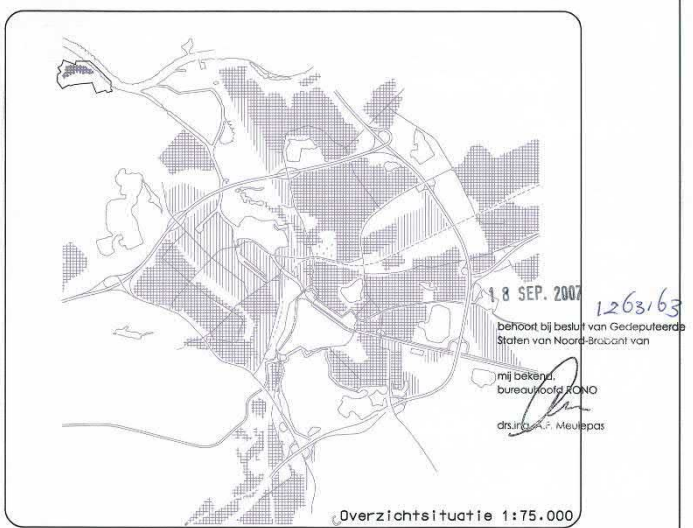 18 SEP. 2007
1263163
behoort bij besluit van Gedeputeerde
Staten van Noord-Brabant van
mij bekend,
bureauhoofd RONO
drs.ing. A.F. Meulepas
Overzichtsituatie 1:75.000